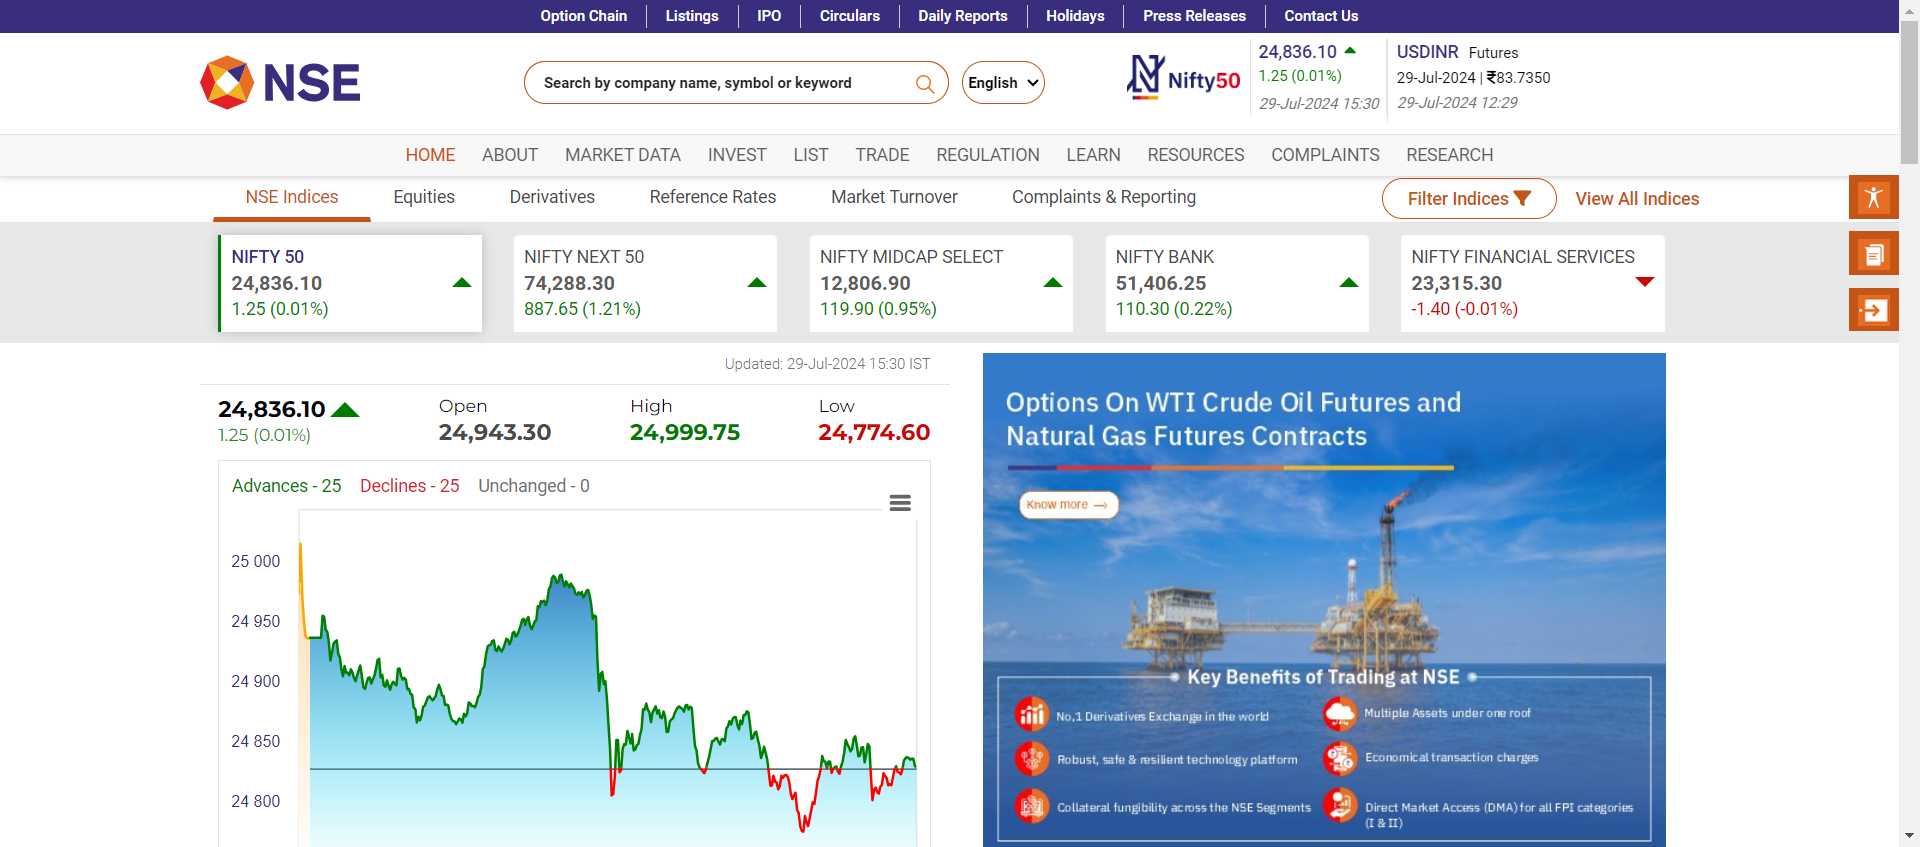 Option Chain
Listings
IPO
Circulars
Daily Reports
Holidays
Press Releases
Contact Us
NSE
Search by company name, symbol or keyword
English
Nifty50
24,836.10
1.25 (0.01%)
29-Jul-2024 15:30
USDINR Futures
29-Jul-2024 | ₹83.7350
29-Jul-2024 12:29
HOME
ABOUT
MARKET DATA
INVEST
LIST
TRADE
REGULATION
LEARN
RESOURCES
COMPLAINTS
RESEARCH
NSE Indices
Equities
Derivatives
Reference Rates
Market Turnover
Complaints & Reporting
Filter Indices
View All Indices
NIFTY 50
24,836.10
1.25 (0.01%)
NIFTY NEXT 50
74,288.30
887.65 (1.21%)
NIFTY MIDCAP SELECT
12,806.90
119.90 (0.95%)
NIFTY BANK
51,406.25
110.30 (0.22%)
NIFTY FINANCIAL SERVICES
23,315.30
-1.40 (-0.01%)
Updated: 29-Jul-2024 15:30 IST
24,836.10
1.25 (0.01%)
Open
24,943.30
High
24,999.75
Low
24,774.60
Advances - 25
Declines - 25
Unchanged - 0
25 000
24 950
24 900
24 850
24 800
Options On WTI Crude Oil Futures and
Natural Gas Futures Contracts
Know more
Key Benefits of Trading at NSE
No,1 Derivatives Exchange in the world
Multiple Assets under one roof
Robust, safe & resilient technology platform
Economical transaction charges
Collateral fungibility across the NSE Segments
Direct Market Access (DMA) for all FPI categories
(I & II)